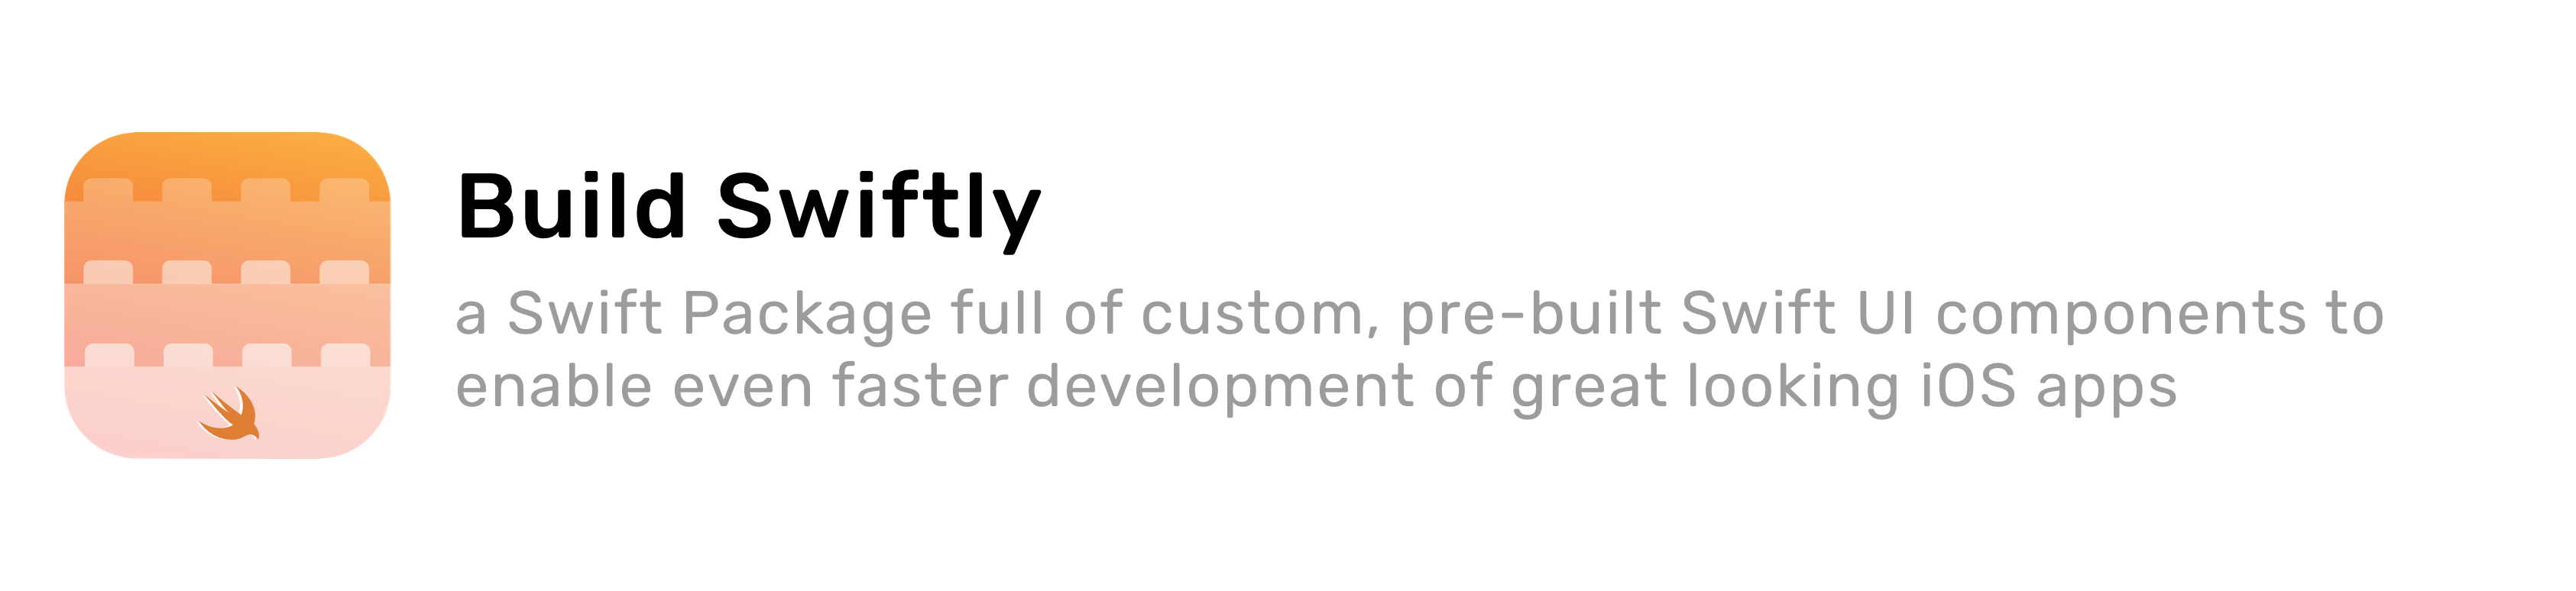 Build Swiftly
a Swift Package full of custom, pre-built Swift UI components to
enable even faster development of great looking iOS apps